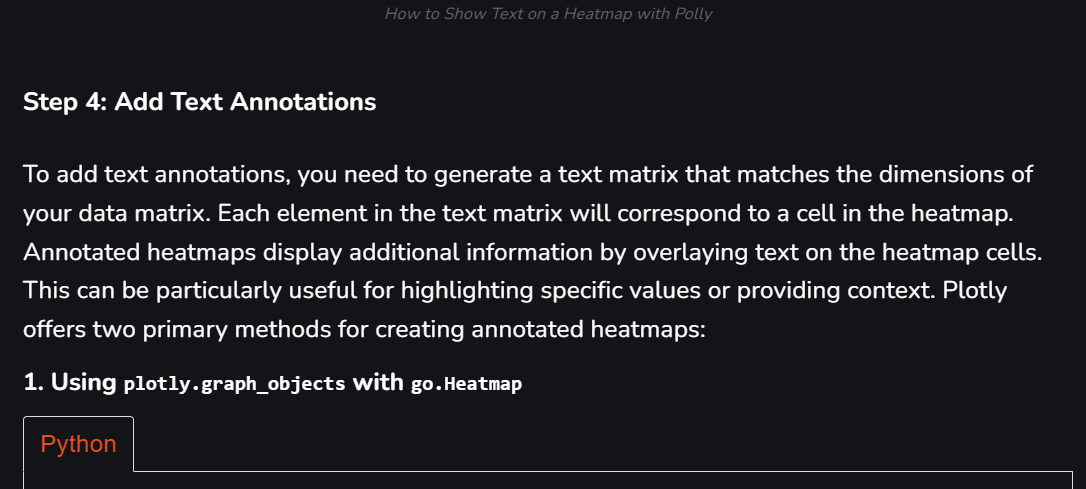 How to Show Text on a Heatmap with Polly
Step 4: Add Text Annotations
To add text annotations, you need to generate a text matrix that matches the dimensions of
your data matrix. Each element in the text matrix will correspond to a cell in the heatmap.
Annotated heatmaps display additional information by overlaying text on the heatmap cells.
This can be particularly useful for highlighting specific values or providing context. Plotly
offers two primary methods for creating annotated heatmaps:
1. Using plotly.graph_objects with go.Heatmap
Python